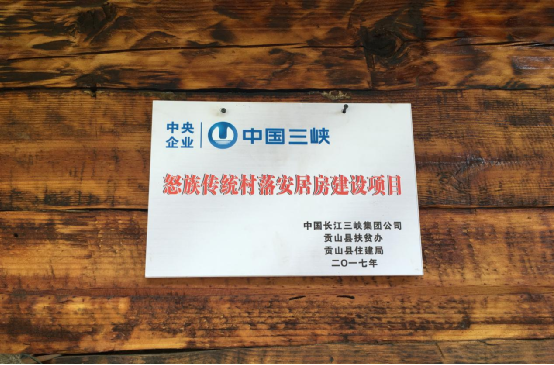 中央企业 中国三峡
怒族传统村落安居房建设项目
中国长江三峡集团公司
贡山县扶贫办
贡山县住建局
二〇一七年